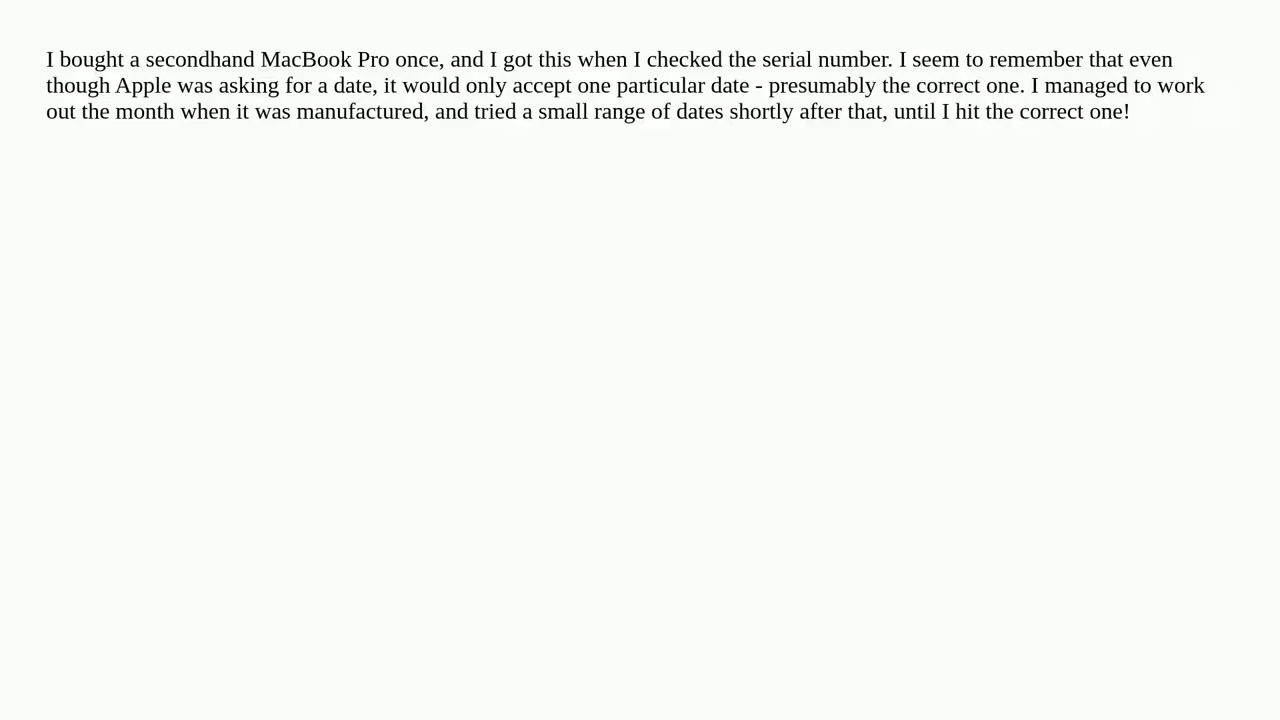 I bought a secondhand MacBook Pro once, and I got this when I checked the serial number. I seem to remember that even
though Apple was asking for a date, it would only accept one particular date - presumably the correct one. I managed to work
out the month when it was manufactured, and tried a small range of dates shortly after that, until I hit the correct one!